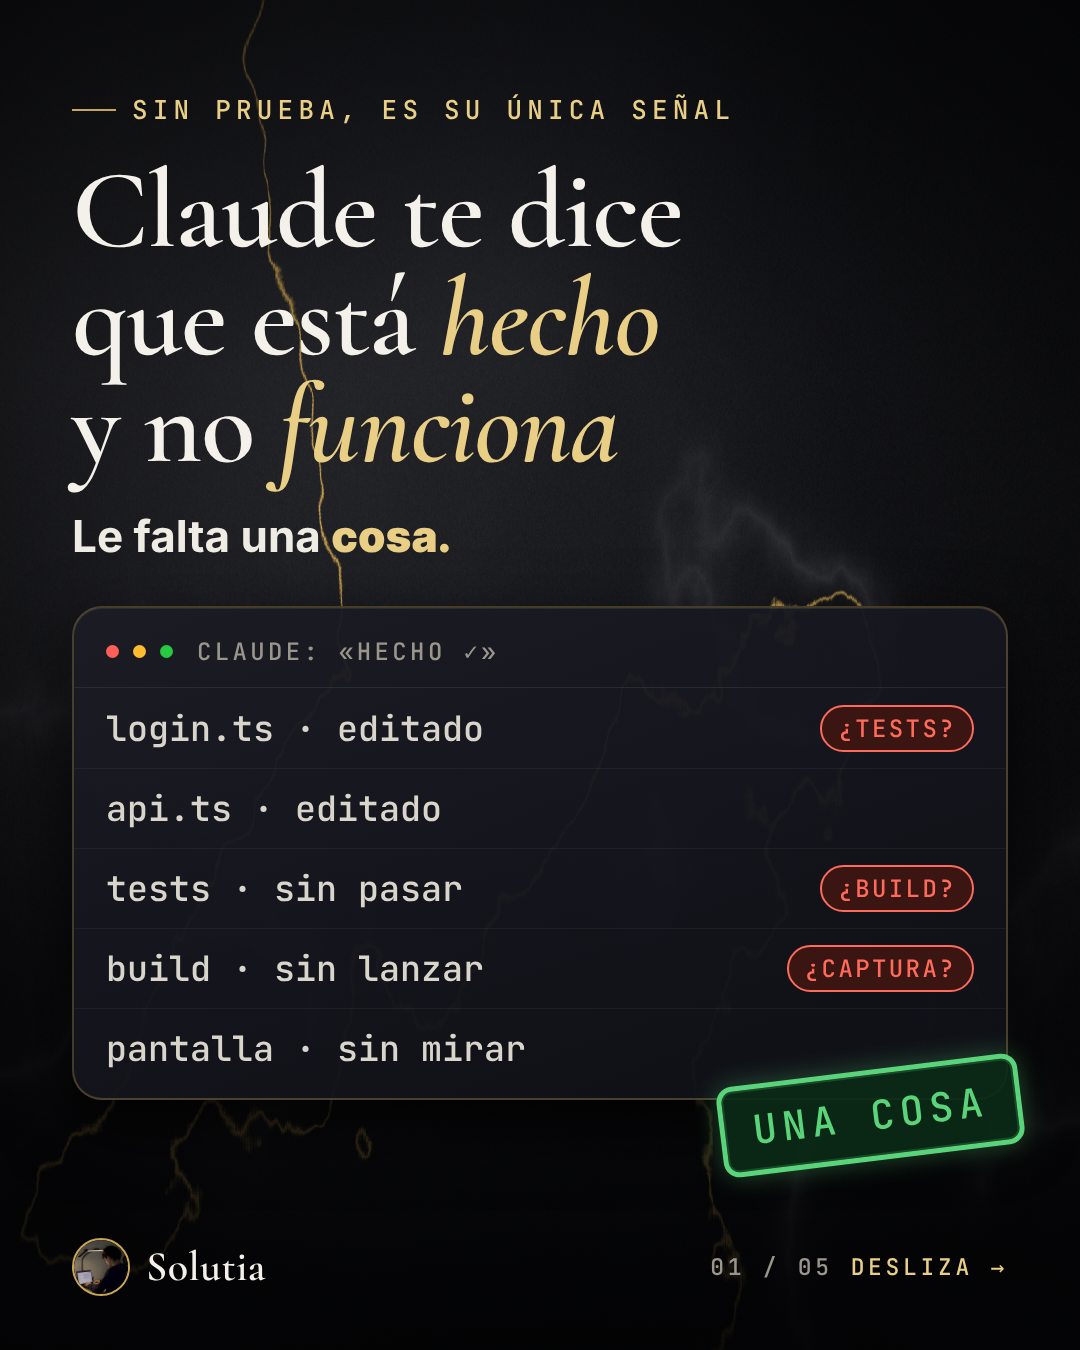 SIN PRUEBA, ES SU ÚNICA SEÑAL
Claude te dice
que está hecho
y no funciona
Le falta una cosa.
CLAUDE: «HECHO ✓»
login.ts · editado
¿TESTS?
api.ts · editado
tests · sin pasar
¿BUILD?
build · sin lanzar
¿CAPTURA?
pantalla · sin mirar
UNA COSA
Solutia
01 / 05 DESLIZA →